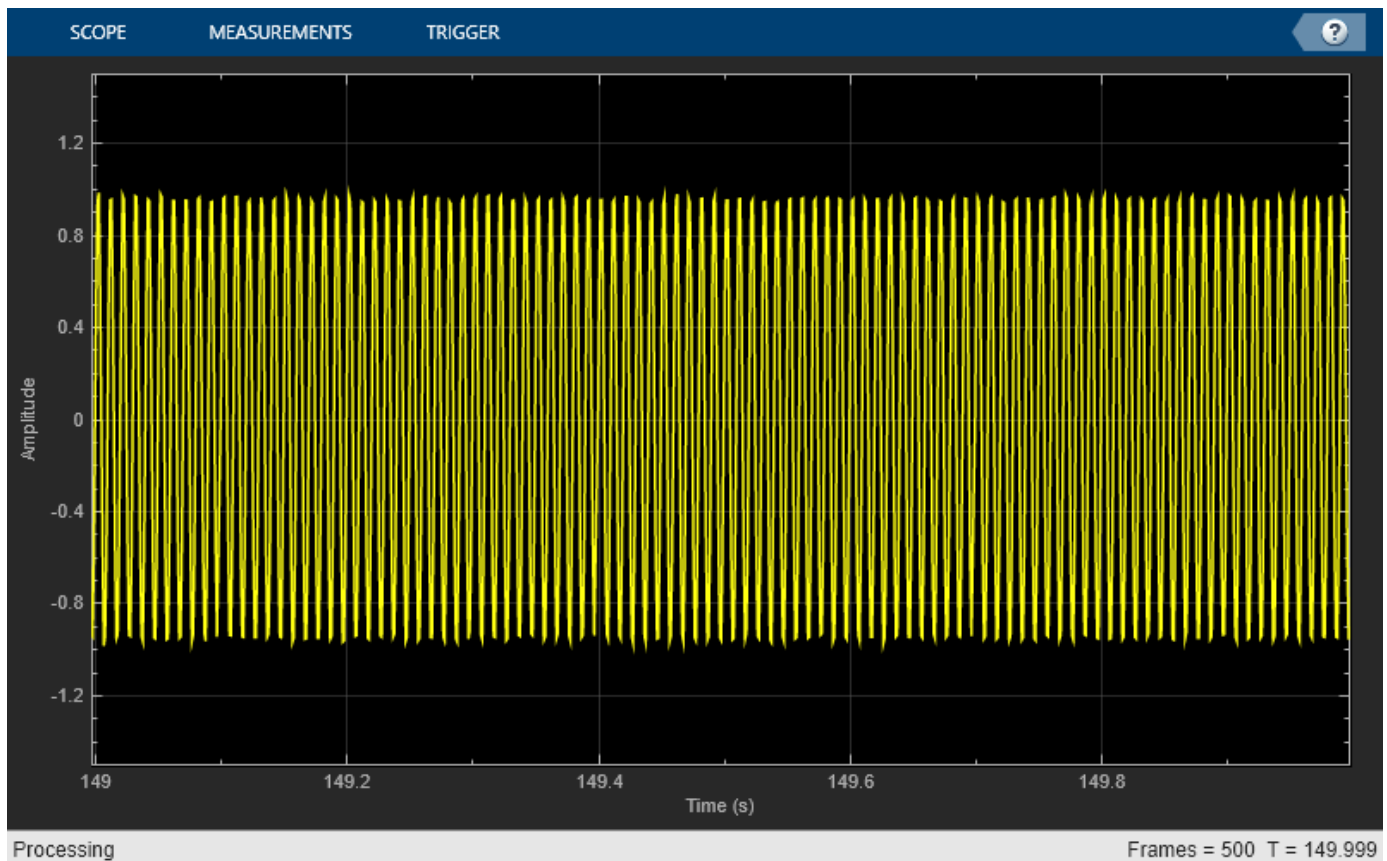 SCOPE MEASUREMENTS TRIGGER ?
1.2
0.8
0.4
0
-0.4
-0.8
-1.2
Amplitude
149 149.2 149.4 149.6 149.8
Time (s)
Processing Frames = 500 T = 149.999